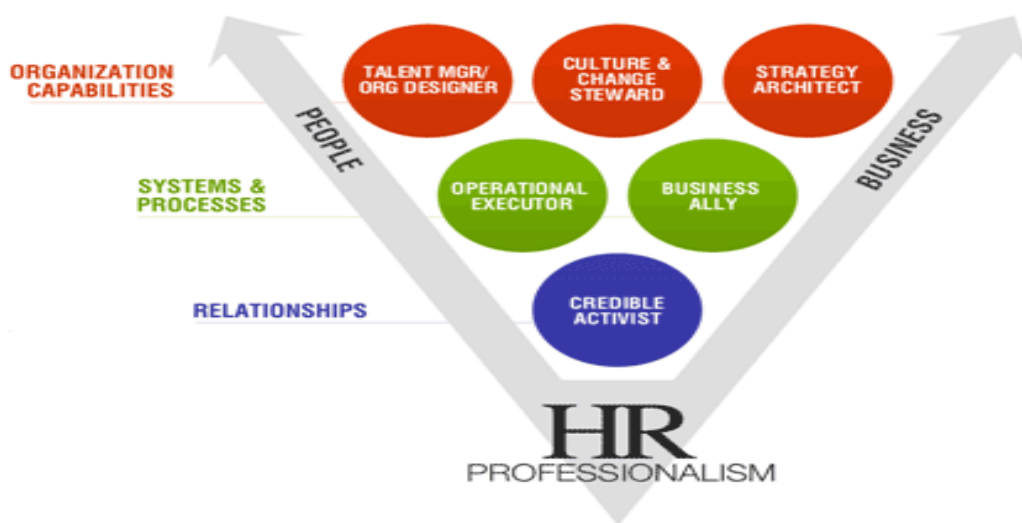 ORGANIZATION
CAPABILITIES
TALENT MGR/
ORG DESIGNER
CULTURE &
CHANGE
STEWARD
STRATEGY
ARCHITECT
PEOPLE
BUSINESS
SYSTEMS &
PROCESSES
OPERATIONAL
EXECUTOR
BUSINESS
ALLY
RELATIONSHIPS
CREDIBLE
ACTIVIST
HR
PROFESSIONALISM